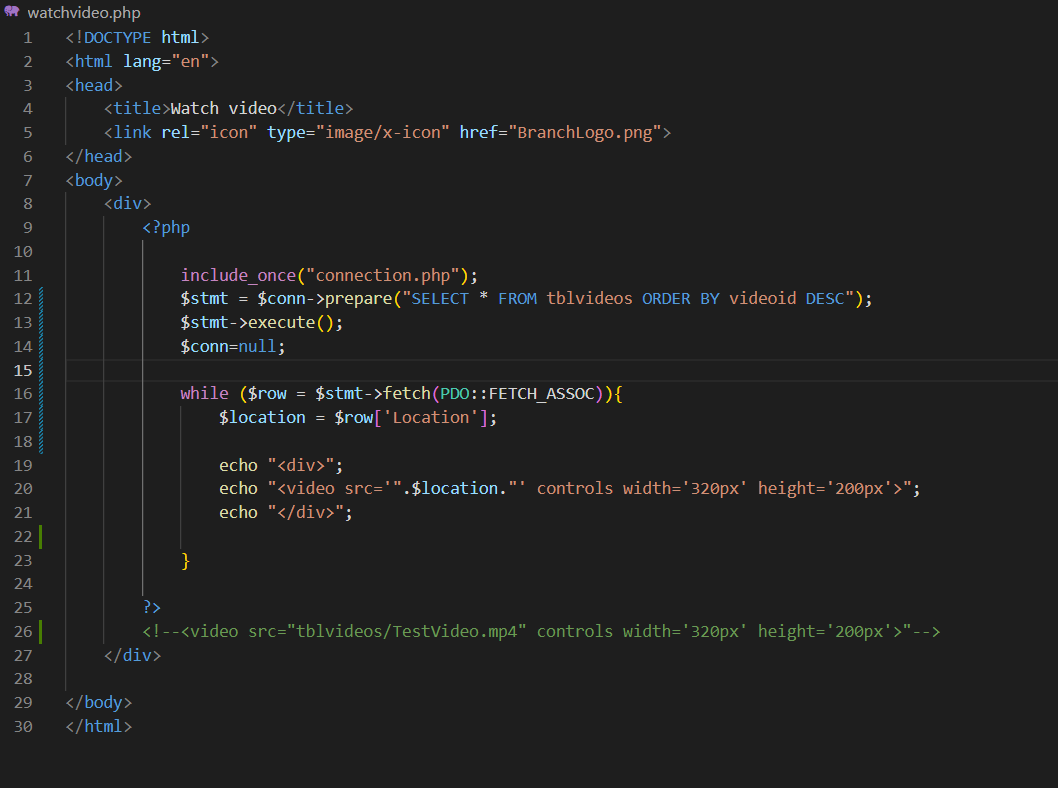 watchvideo.php
1 <!DOCTYPE html>
2 <html lang="en">
3 <head>
4     <title>Watch video</title>
5     <link rel="icon" type="image/x-icon" href="BranchLogo.png">
6 </head>
7 <body>
8     <div>
9         <?php
10
11             include_once("connection.php");
12             $stmt = $conn->prepare("SELECT * FROM tblvideos ORDER BY videoid DESC");
13             $stmt->execute();
14             $conn=null;
15
16             while ($row = $stmt->fetch(PDO::FETCH_ASSOC)){
17                 $location = $row['Location'];
18
19                 echo "<div>";
20                 echo "<video src='".$location."' controls width='320px' height='200px'>";
21                 echo "</div>";
22
23             }
24
25         ?>
26         <!--<video src="tblvideos/TestVideo.mp4" controls width='320px' height='200px'>"-->
27     </div>
28
29 </body>
30 </html>